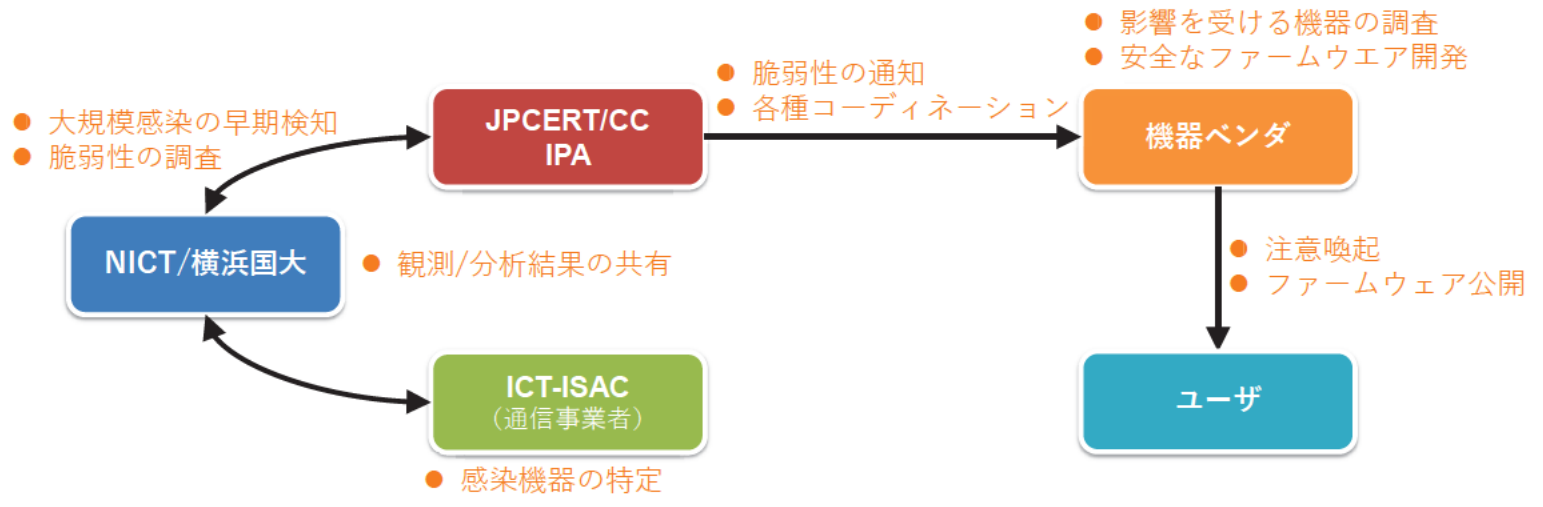 ● 影響を受ける機器の調査
● 安全なファームウエア開発
● 脆弱性の通知
● 各種コーディネーション
● 大規模感染の早期検知
● 脆弱性の調査
JPCERT/CC
IPA
機器ベンダ
NICT/横浜国大
● 観測/分析結果の共有
● 注意喚起
● ファームウェア公開
ICT-ISAC
（通信事業者）
ユーザ
● 感染機器の特定